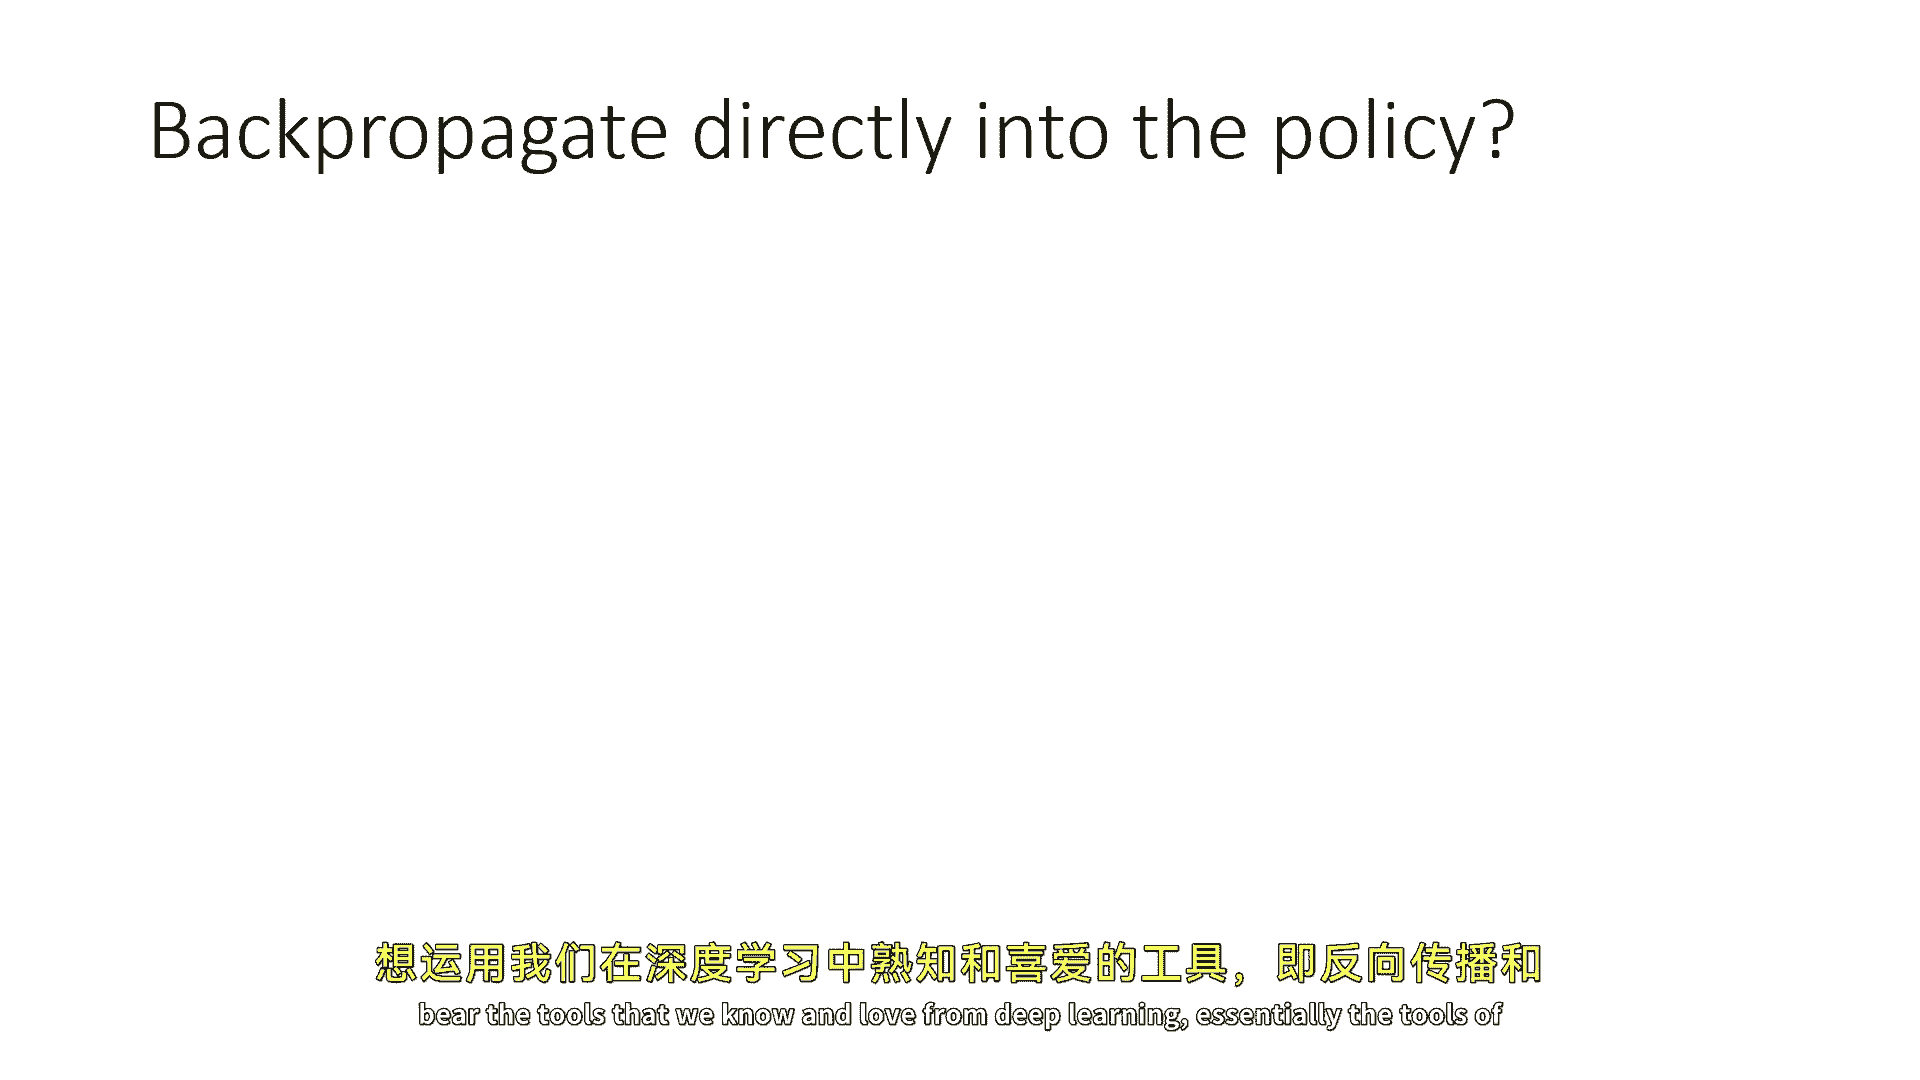 Backpropagate directly into the policy?
想运用我们在深度学习中熟知和喜爱的工具，即反向传播和
bear the tools that we know and love from deep learning, essentially the tools of